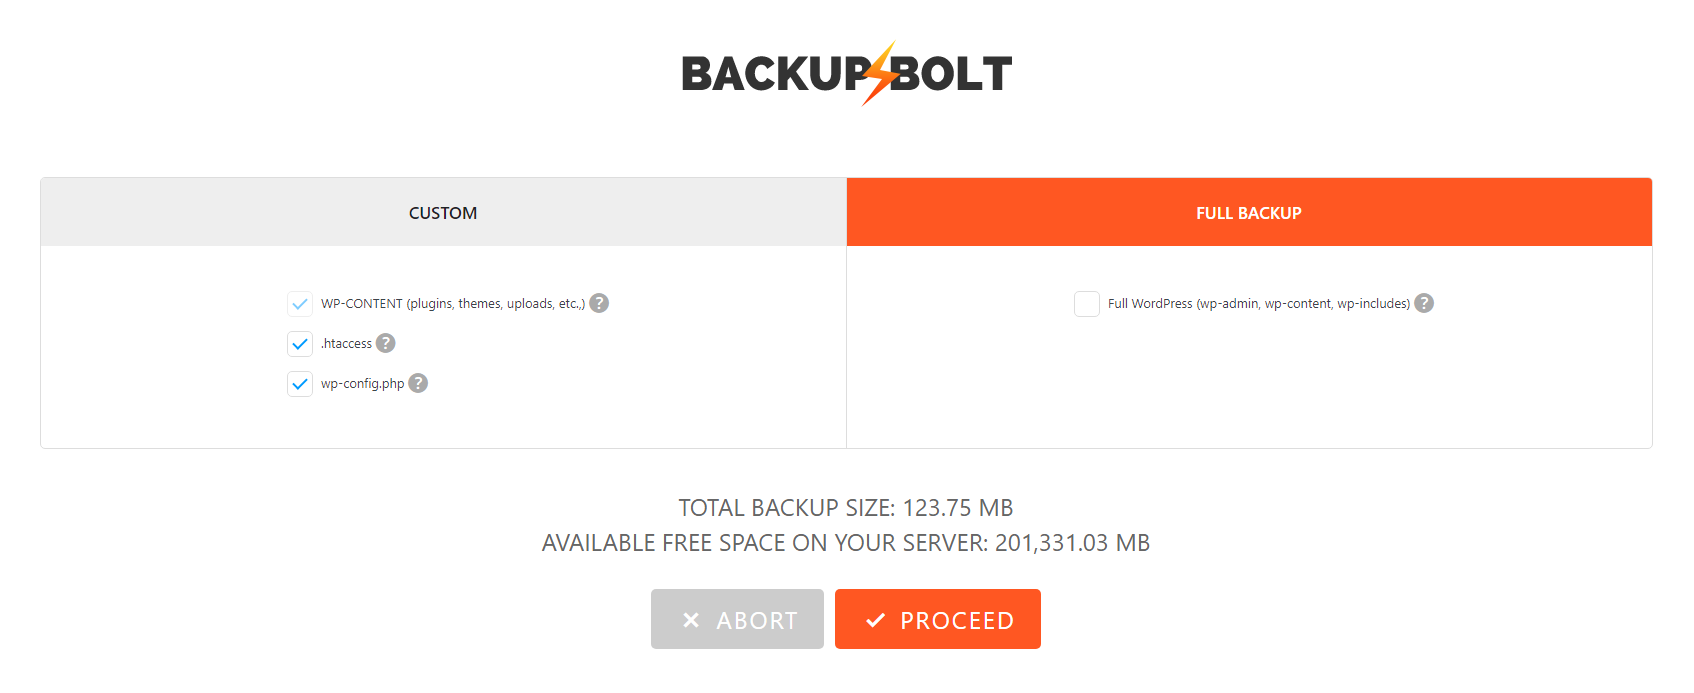 BACKUP BOLT
CUSTOM
FULL BACKUP
WP-CONTENT (plugins, themes, uploads, etc.,) ?
.htaccess ?
wp-config.php ?
Full WordPress (wp-admin, wp-content, wp-includes) ?
TOTAL BACKUP SIZE: 123.75 MB
AVAILABLE FREE SPACE ON YOUR SERVER: 201,331.03 MB
ABORT
PROCEED